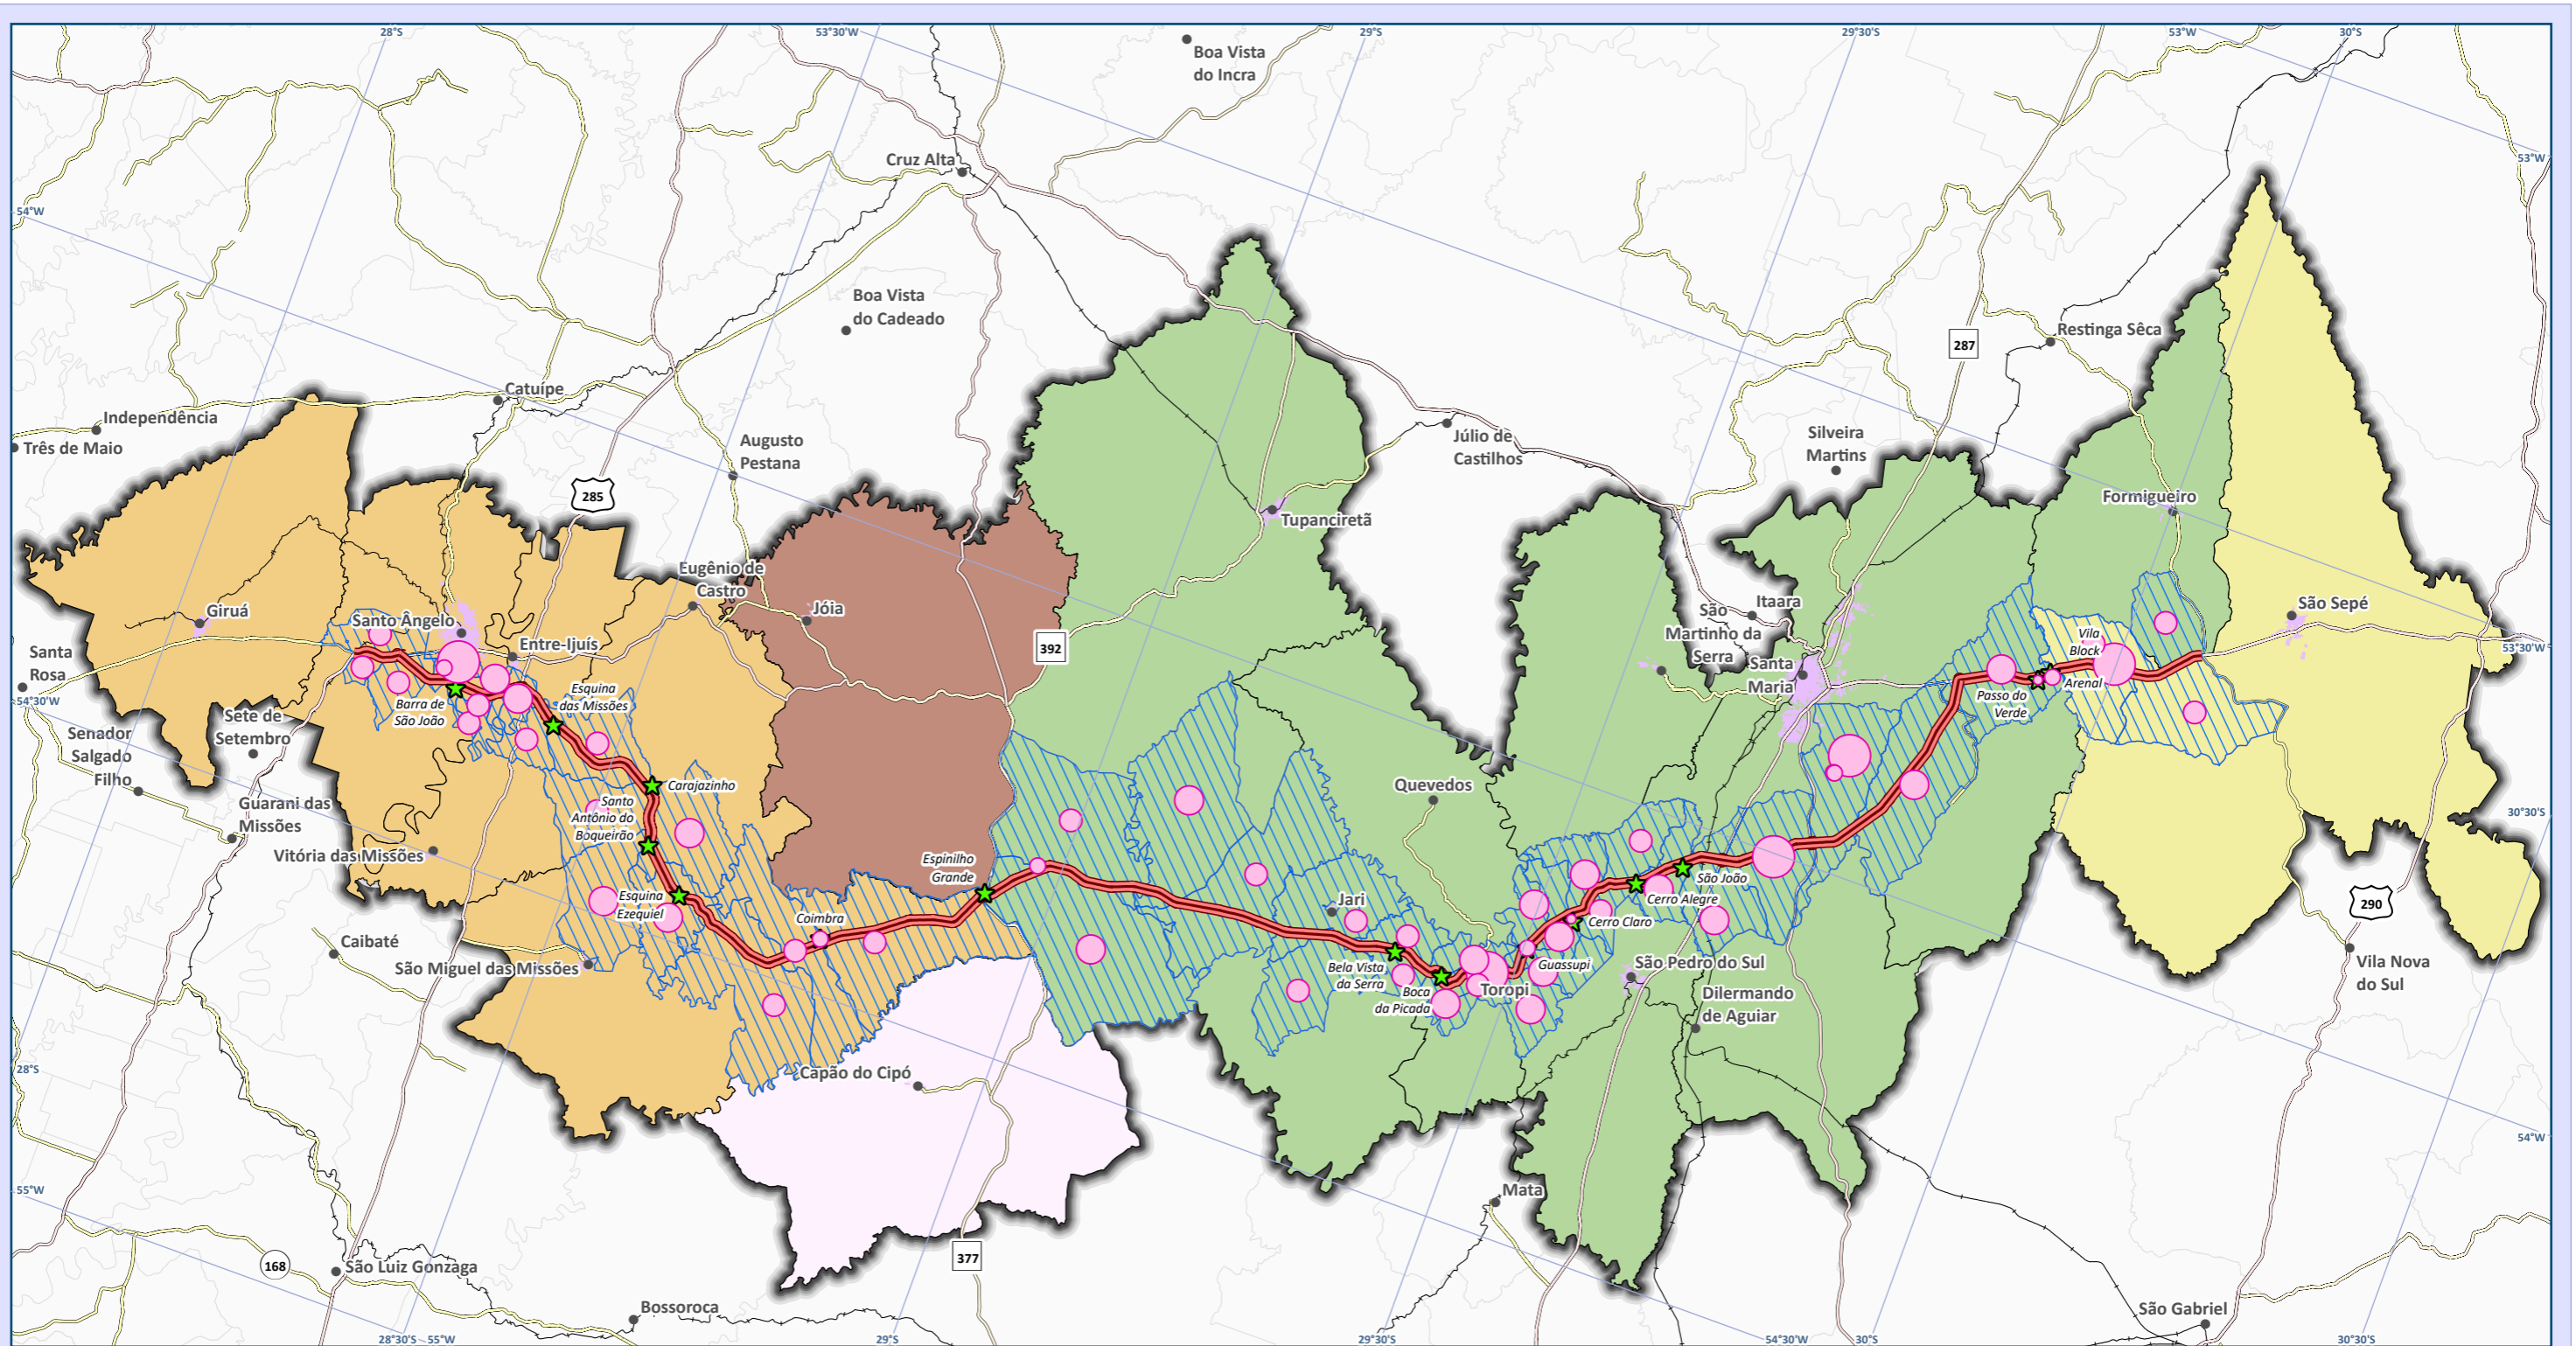 28°S
53°30'W
29°S
29°30'S
53°W
30°S
Boa Vista
do Incra
Cruz Alta
53°W
54°W
Boa Vista
do Cadeado
287
Restinga Sêca
Catuípe
Independência
Três de Maio
Augusto
Pestana
Júlio de
Castilhos
Silveira
Martins
285
Formigueiro
Tupanciretã
Eugênio de
Castro
Jóia
Giruá
Santo Ângelo
Entre-Ijuís
392
São
Martinho da
Serra
Itaara
Santa
Maria
São Sepé
Vila
Block
53°30'W
Santa
Rosa
54°30'W
Barra de
São João
Esquina
das Missões
Arenal
Passo do
Verde
Sete de
Setembro
Senador
Salgado
Filho
Carajazinho
Quevedos
Guarani das
Missões
Santo
Antônio do
Boqueirão
30°30'S
Vitória das Missões
Espinilho
Grande
São João
Cerro Alegre
Esquina
Ezequiel
Coimbra
Jari
Cerro Claro
290
Caibaté
São Miguel das Missões
Bela Vista
da Serra
Guassupi
São Pedro do Sul
Vila Nova
do Sul
Toropi
Boca
da Picada
Dilermando
de Aguiar
28°S
Capão do Cipó
54°W
55°W
Mata
168
São Luiz Gonzaga
377
Bossoroca
São Gabriel
28°30'S
55°W
29°S
29°30'S
54°30'W
30°S
30°30'S